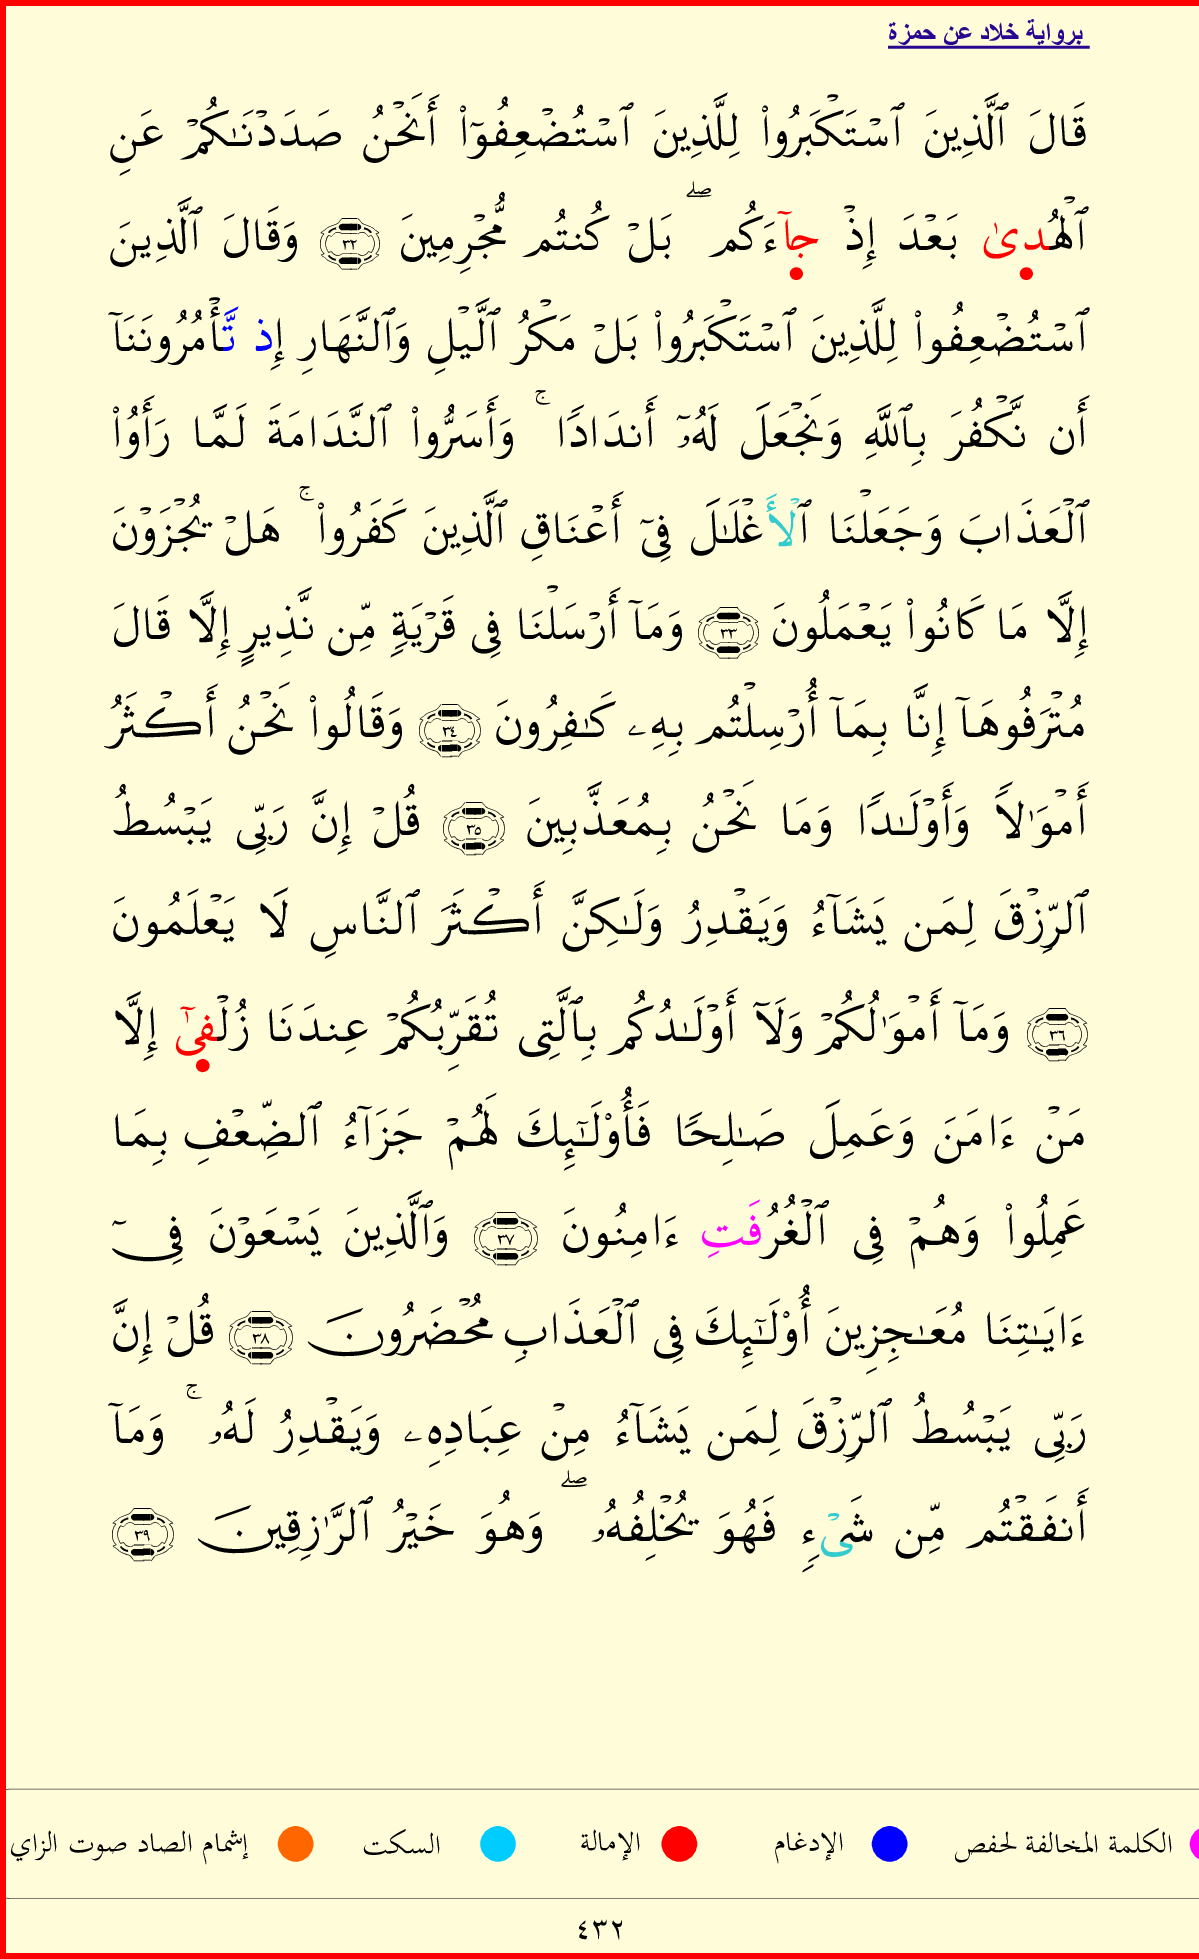 برواية خلاد عن حمزة
قَالَ ٱلَّذِينَ ٱسْتَكْبَرُوا۟ لِلَّذِينَ ٱسْتُضْعِفُوٓا۟ أَنَحْنُ صَدَدْنَـٰكُمْ عَنِ
ٱلْهُدىٰ بَعْدَ إِذْ جآءَكُم ۖ بَلْ كُنتُم مُّجْرِمِينَ ٣٢ وَقَالَ ٱلَّذِينَ
ٱسْتُضْعِفُوا۟ لِلَّذِينَ ٱسْتَكْبَرُوا۟ بَلْ مَكْرُ ٱلَّيْلِ وَٱلنَّهَارِ إِذ تَّأْمُرُونَنَآ
أَن نَّكْفُرَ بِٱللَّهِ وَنَجْعَلَ لَهُۥٓ أَندَادًا ۚ وَأَسَرُّوا۟ ٱلنَّدَامَةَ لَمَّا رَأَوُا۟
ٱلْعَذَابَ وَجَعَلْنَا ٱلْأَغْلَـٰلَ فِىٓ أَعْنَاقِ ٱلَّذِينَ كَفَرُوا۟ ۚ هَلْ يُجْزَوْنَ
إِلَّا مَا كَانُوا۟ يَعْمَلُونَ ٣٣ وَمَآ أَرْسَلْنَا فِى قَرْيَةٍ مِّن نَّذِيرٍ إِلَّا قَالَ
مُتْرَفُوهَآ إِنَّا بِمَآ أُرْسِلْتُم بِهِۦ كَـٰفِرُونَ ٣٤ وَقَالُوا۟ نَحْنُ أَكْثَرُ
أَمْوَٰلاً وَأَوْلَـٰدًا وَمَا نَحْنُ بِمُعَذَّبِينَ ٣٥ قُلْ إِنَّ رَبِّى يَبْسُطُ
ٱلرِّزْقَ لِمَن يَشَآءُ وَيَقْدِرُ وَلَـٰكِنَّ أَكْثَرَ ٱلنَّاسِ لَا يَعْلَمُونَ
٣٦ وَمَآ أَمْوَٰلُكُمْ وَلَآ أَوْلَـٰدُكُم بِٱلَّتِى تُقَرِّبُكُمْ عِندَنَا زُلْفىٰٓ إِلَّا
مَنْ ءَامَنَ وَعَمِلَ صَـٰلِحًا فَأُو۟لَـٰٓئِكَ لَهُمْ جَزَآءُ ٱلضِّعْفِ بِمَا
عَمِلُوا۟ وَهُمْ فِى ٱلْغُرْفَتِ ءَامِنُونَ ٣٧ وَٱلَّذِينَ يَسْعَوْنَ فِىٓ
ءَايَـٰتِنَا مُعَـٰجِزِينَ أُو۟لَـٰٓئِكَ فِى ٱلْعَذَابِ مُحْضَرُونَ ٣٨ قُلْ إِنَّ
رَبِّى يَبْسُطُ ٱلرِّزْقَ لِمَن يَشَآءُ مِنْ عِبَادِهِۦ وَيَقْدِرُ لَهُۥ ۚ وَمَآ
أَنفَقْتُم مِّن شَىْءٍ فَهُوَ يُخْلِفُهُۥ ۖ وَهُوَ خَيْرُ ٱلرَّٰزِقِينَ ٣٩
الكلمة المخالفة لحفص الإدغام الإمالة السكت إشمام الصاد صوت الزاي
٤٣٢